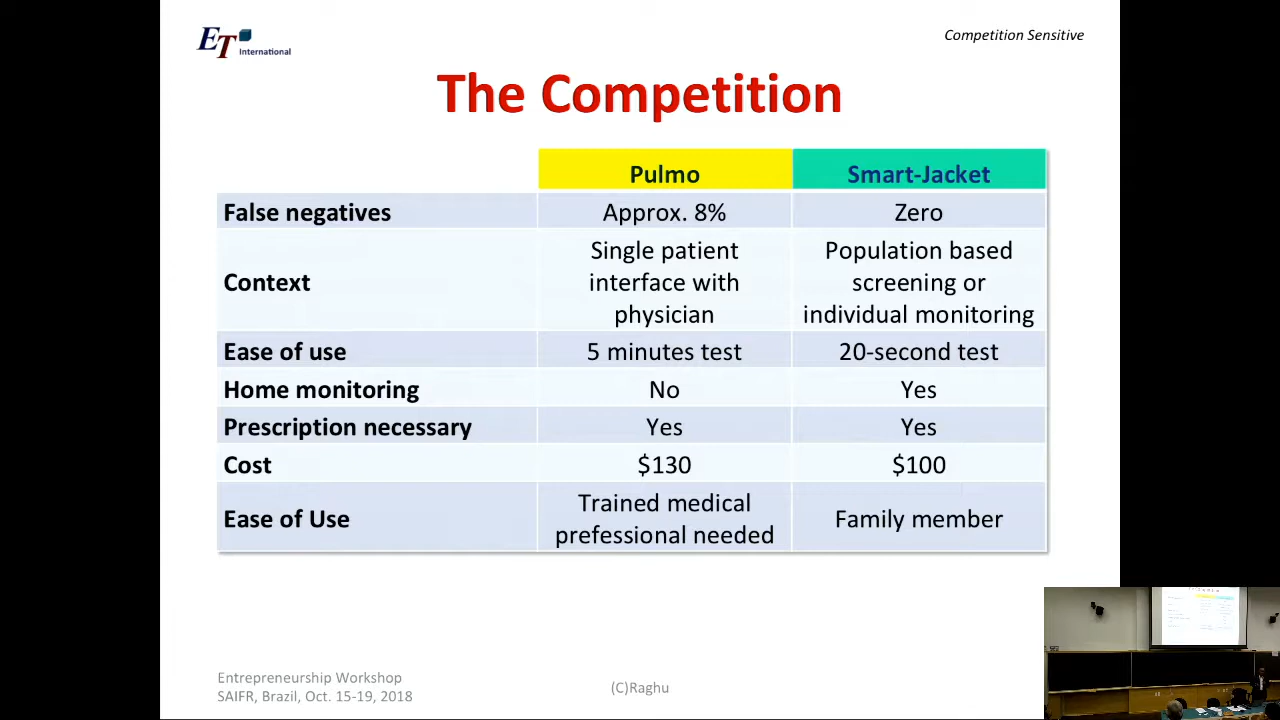 ET
International
Competition Sensitive
The Competition
Pulmo Smart-Jacket
False negatives Approx. 8% Zero
Context Single patient interface with physician Population based screening or individual monitoring
Ease of use 5 minutes test 20-second test
Home monitoring No Yes
Prescription necessary Yes Yes
Cost $130 $100
Ease of Use Trained medical prefessional needed Family member
Entrepreneurship Workshop
SAIFR, Brazil, Oct. 15-19, 2018
(C)Raghu